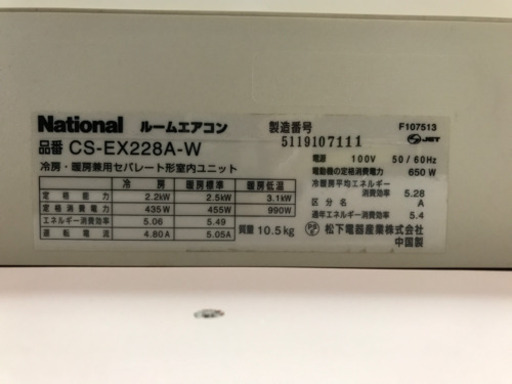 National ルームエアコン
品番 CS-EX228A-W
冷房・暖房兼用セパレート形室内ユニット
冷房 暖房標準 暖房低温
定格能力 2.2kW 2.5kW 3.1kW
定格消費電力 435W 455W 990W
エネルギー消費効率 5.06 5.49
運転電流 4.80A 5.05A
質量 10.5kg
製造番号
5119107111
F107513
JET
電源 100V 50/60Hz
電動機の定格消費電力 650W
冷暖房平均エネルギー
消費効率 5.28
区分名 A
通年エネルギー消費効率 5.4
松下電器産業株式会社
中国製